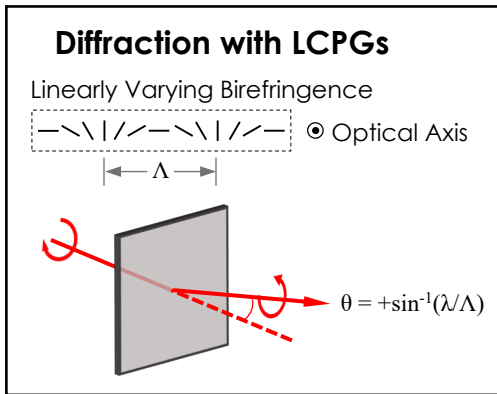 Diffraction with LCPGs
Linearly Varying Birefringence
Optical Axis
Λ
θ = +sin⁻¹(λ/Λ)